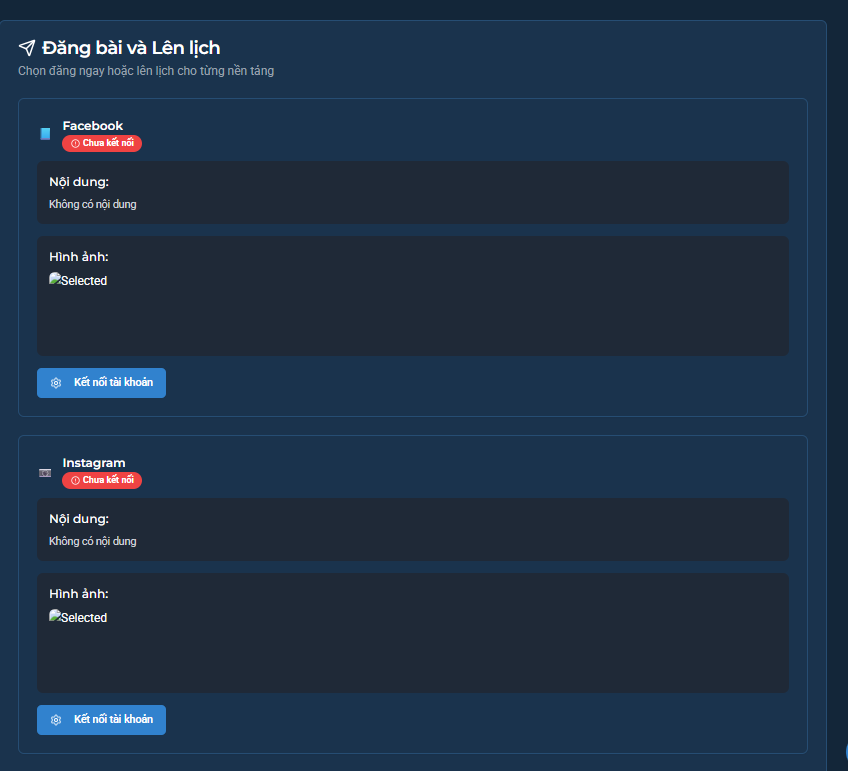 Đăng bài và Lên lịch
Chọn đăng ngay hoặc lên lịch cho từng nền tảng
Facebook
Chưa kết nối
Nội dung:
Không có nội dung
Hình ảnh:
Selected
Kết nối tài khoản
Instagram
Chưa kết nối
Nội dung:
Không có nội dung
Hình ảnh:
Selected
Kết nối tài khoản